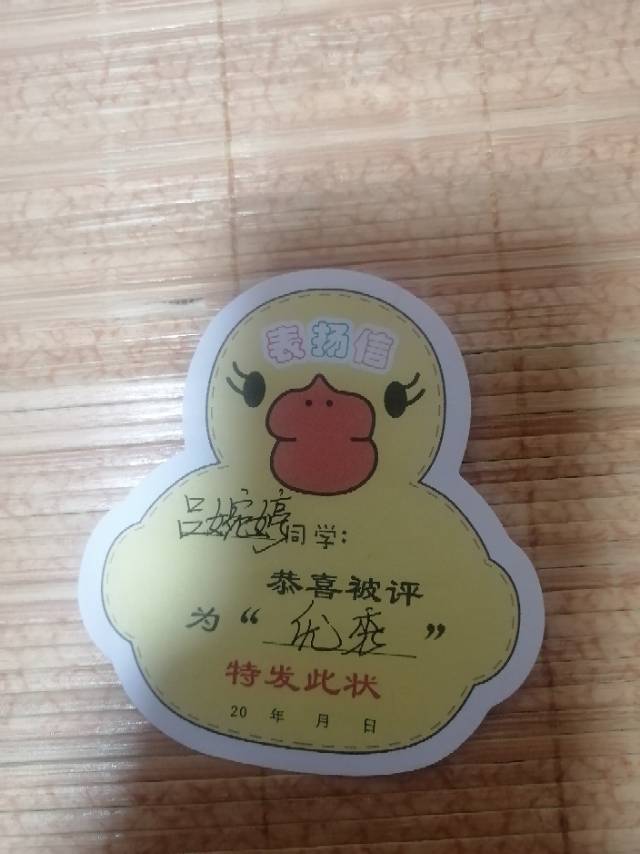 表扬信
吕婉婷同学：
恭喜被评
为“优秀”
特发此状
20 年 月 日